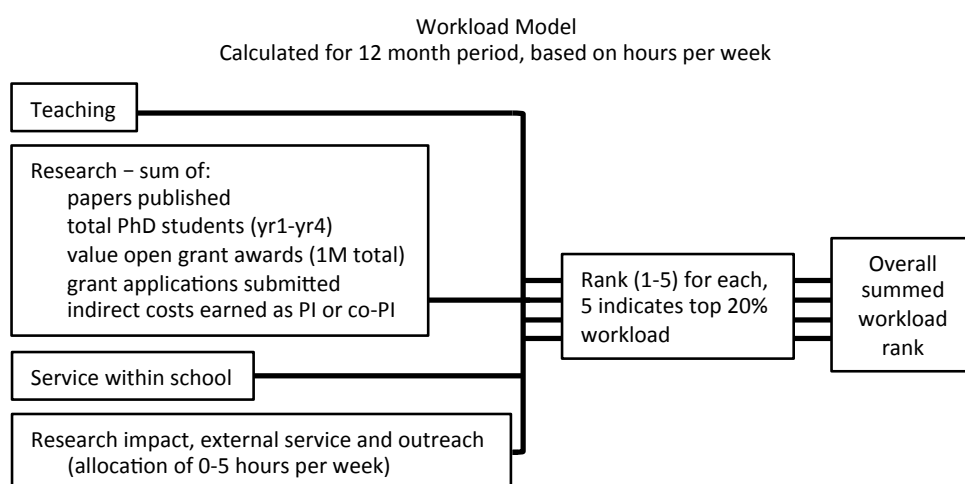 Workload Model
Calculated for 12 month period, based on hours per week
Teaching
Research − sum of:
papers published
total PhD students (yr1-yr4)
value open grant awards (1M total)
grant applications submitted
indirect costs earned as PI or co-PI
Service within school
Research impact, external service and outreach
(allocation of 0-5 hours per week)
Rank (1-5) for each,
5 indicates top 20%
workload
Overall
summed
workload
rank